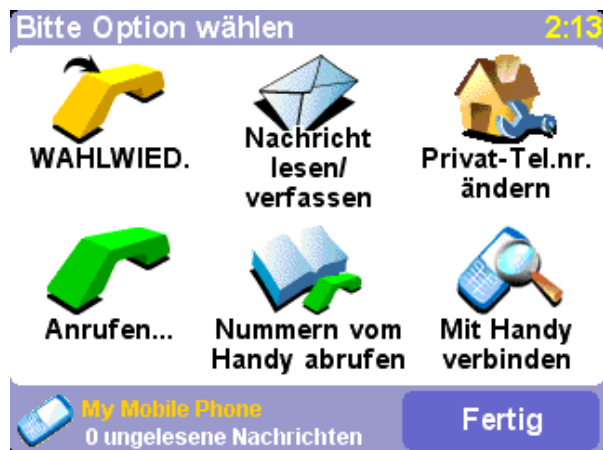 Bitte Option wählen 2:13
WAHLWIED.
Nachricht
lesen/
verfassen
Privat-Tel.nr.
ändern
Anrufen...
Nummern vom
Handy abrufen
Mit Handy
verbinden
My Mobile Phone
0 ungelesene Nachrichten
Fertig